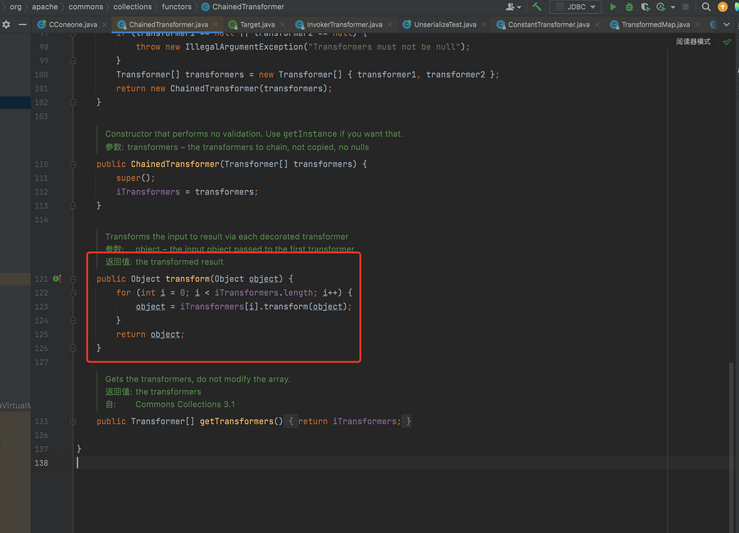 org apache commons collections functors ChainedTransformer
JDBC
CConeone.java ChainedTransformer.java Target.java InvokerTransformer.java UnserializeTest.java ConstantTransformer.java TransformedMap.java
阅读器模式
98 throw new IllegalArgumentException("Transformers must not be null");
99 }
100 Transformer[] transformers = new Transformer[] { transformer1, transformer2 };
101 return new ChainedTransformer(transformers);
102 }
103
Constructor that performs no validation. Use getInstance if you want that.
参数: transformers – the transformers to chain, not copied, no nulls
110 public ChainedTransformer(Transformer[] transformers) {
111 super();
112 iTransformers = transformers;
113 }
114
Transforms the input to result via each decorated transformer
参数: object – the input object passed to the first transformer
返回值: the transformed result
121 public Object transform(Object object) {
122 for (int i = 0; i < iTransformers.length; i++) {
123 object = iTransformers[i].transform(object);
124 }
125 return object;
126 }
127
Gets the transformers, do not modify the array.
返回值: the transformers
自: Commons Collections 3.1
133 public Transformer[] getTransformers() { return iTransformers; }
136
137 }
138